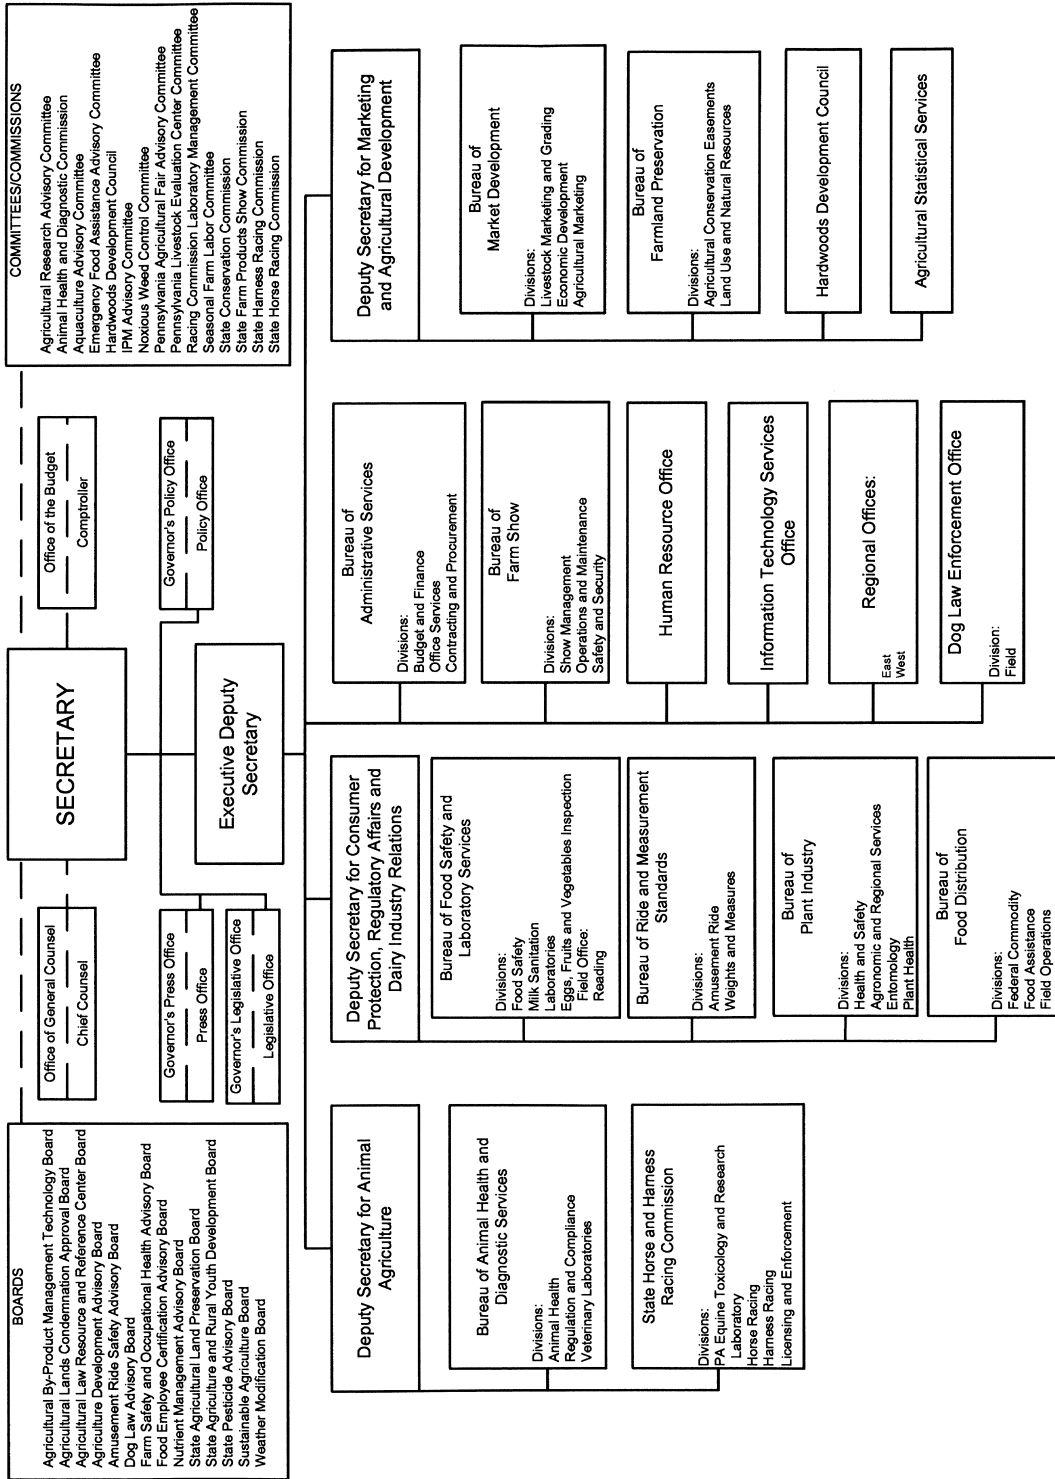 BOARDS
Agricultural By-Product Management Technology Board
Agricultural Lands Condemnation Approval Board
Agricultural Law Resource and Reference Center Board
Agriculture Development Advisory Board
Amusement Ride Safety Advisory Board
Dog Law Advisory Board
Farm Safety and Occupational Health Advisory Board
Food Employee Certification Advisory Board
Nutrient Management Advisory Board
State Agricultural Land Preservation Board
State Agriculture and Rural Youth Development Board
State Pesticide Advisory Board
Sustainable Agriculture Board
Weather Modification Board
Office of General Counsel
Chief Counsel
Governor's Press Office
Press Office
Governor's Legislative Office
Legislative Office
SECRETARY
Executive Deputy
Secretary
Office of the Budget
Comptroller
Governor's Policy Office
Policy Office
COMMITTEES/COMMISSIONS
Agricultural Research Advisory Committee
Animal Health and Diagnostic Commission
Aquaculture Advisory Committee
Emergency Food Assistance Advisory Committee
Hardwoods Development Council
IPM Advisory Committee
Noxious Weed Control Committee
Pennsylvania Agricultural Fair Advisory Committee
Pennsylvania Livestock Evaluation Center Committee
Racing Commission Laboratory Management Committee
Seasonal Farm Labor Committee
State Conservation Commission
State Farm Products Show Commission
State Harness Racing Commission
State Horse Racing Commission
Deputy Secretary for Animal
Agriculture
Bureau of Animal Health and
Diagnostic Services
Divisions:
Animal Health
Regulation and Compliance
Veterinary Laboratories
State Horse and Harness
Racing Commission
Divisions:
PA Equine Toxicology and Research
Laboratory
Horse Racing
Harness Racing
Licensing and Enforcement
Deputy Secretary for Consumer
Protection, Regulatory Affairs and
Dairy Industry Relations
Bureau of Food Safety and
Laboratory Services
Divisions:
Food Safety
Milk Sanitation
Laboratories
Eggs, Fruits and Vegetables Inspection
Field Office:
Reading
Bureau of Ride and Measurement
Standards
Divisions:
Amusement Ride
Weights and Measures
Bureau of
Plant Industry
Divisions:
Health and Safety
Agronomic and Regional Services
Entomology
Plant Health
Bureau of
Food Distribution
Divisions:
Federal Commodity
Food Assistance
Field Operations
Bureau of
Administrative Services
Divisions:
Budget and Finance
Office Services
Contracting and Procurement
Bureau of
Farm Show
Divisions:
Show Management
Operations and Maintenance
Safety and Security
Human Resource Office
Information Technology Services
Office
Regional Offices:
East
West
Dog Law Enforcement Office
Division:
Field
Deputy Secretary for Marketing
and Agricultural Development
Bureau of
Market Development
Divisions:
Livestock Marketing and Grading
Economic Development
Agricultural Marketing
Bureau of
Farmland Preservation
Divisions:
Agricultural Conservation Easements
Land Use and Natural Resources
Hardwoods Development Council
Agricultural Statistical Services